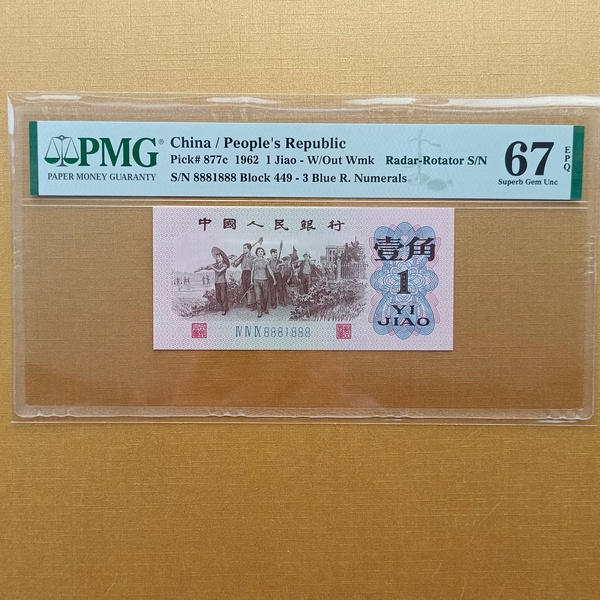 PMG®
PAPER MONEY GUARANTY
China / People's Republic
Pick# 877c 1962 1 Jiao - W/Out Wmk Radar-Rotator S/N
S/N 8881888 Block 449 - 3 Blue R. Numerals
67
EPQ
Superb Gem Unc
中國人民銀行
壹角
1
YI
JIAO
IV IV IX 8881888